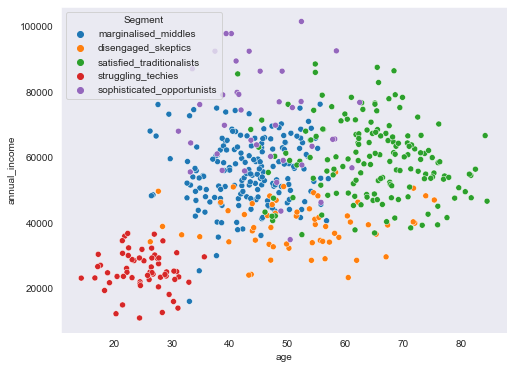 Segment
marginalised_middles
disengaged_skeptics
satisfied_traditionalists
struggling_techies
sophisticated_opportunists
100000
80000
60000
40000
20000
annual_income
20 30 40 50 60 70 80
age